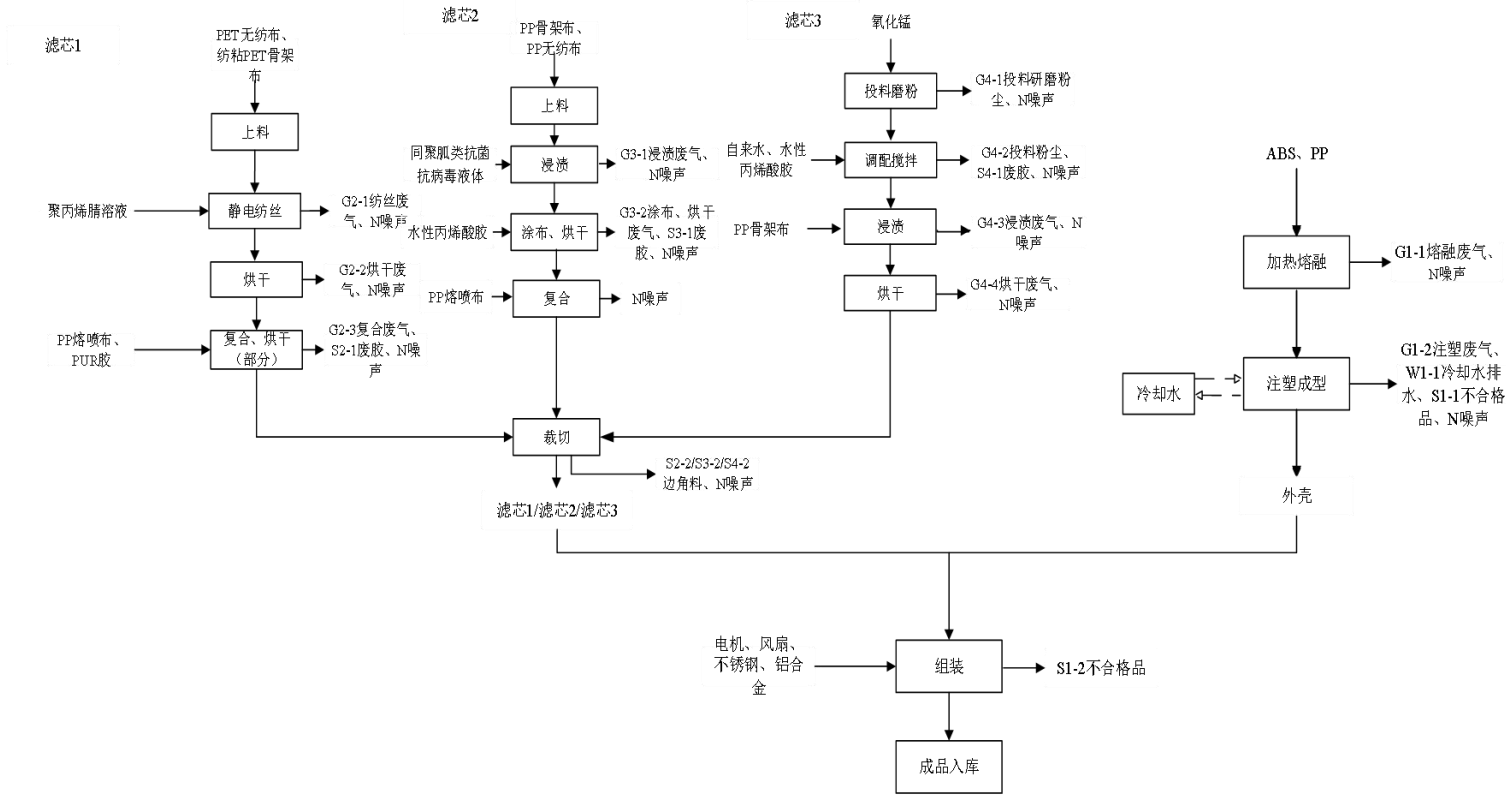 滤芯1
PET无纺布、
纺粘PET骨架
布
上料
聚丙烯腈溶液
静电纺丝
G2-1纺丝废
气、N噪声
烘干
G2-2烘干废
气、N噪声
PP熔喷布、
PUR胶
复合、烘干
（部分）
G2-3复合废气、
S2-1废胶、N噪
声
滤芯2
PP骨架布、
PP无纺布
上料
同聚胍类抗菌
抗病毒液体
浸渍
G3-1浸渍废气、
N噪声
水性丙烯酸胶
涂布、烘干
G3-2涂布、烘干
废气、S3-1废
胶、N噪声
PP熔喷布
复合
N噪声
滤芯3
氧化锰
投料磨粉
G4-1投料研磨粉
尘、N噪声
自来水、水性
丙烯酸胶
调配搅拌
G4-2投料粉尘、
S4-1废胶、N噪声
PP骨架布
浸渍
G4-3浸渍废气、N
噪声
烘干
G4-4烘干废气、
N噪声
裁切
S2-2/S3-2/S4-2
边角料、N噪声
滤芯1/滤芯2/滤芯3
ABS、PP
加热熔融
G1-1熔融废气、
N噪声
冷却水
注塑成型
G1-2注塑废气、
W1-1冷却水排
水、S1-1不合格
品、N噪声
外壳
电机、风扇、
不锈钢、铝合
金
组装
S1-2不合格品
成品入库